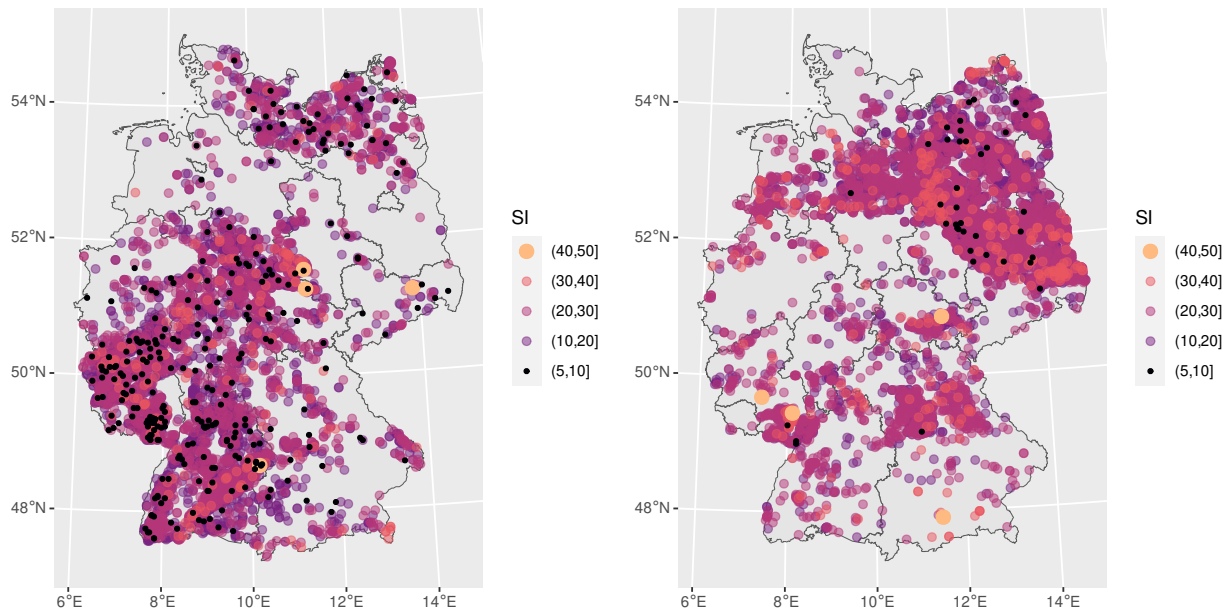 54°N
52°N
50°N
48°N
6°E 8°E 10°E 12°E 14°E
SI
(40,50]
(30,40]
(20,30]
(10,20]
(5,10]
54°N
52°N
50°N
48°N
6°E 8°E 10°E 12°E 14°E
SI
(40,50]
(30,40]
(20,30]
(10,20]
(5,10]